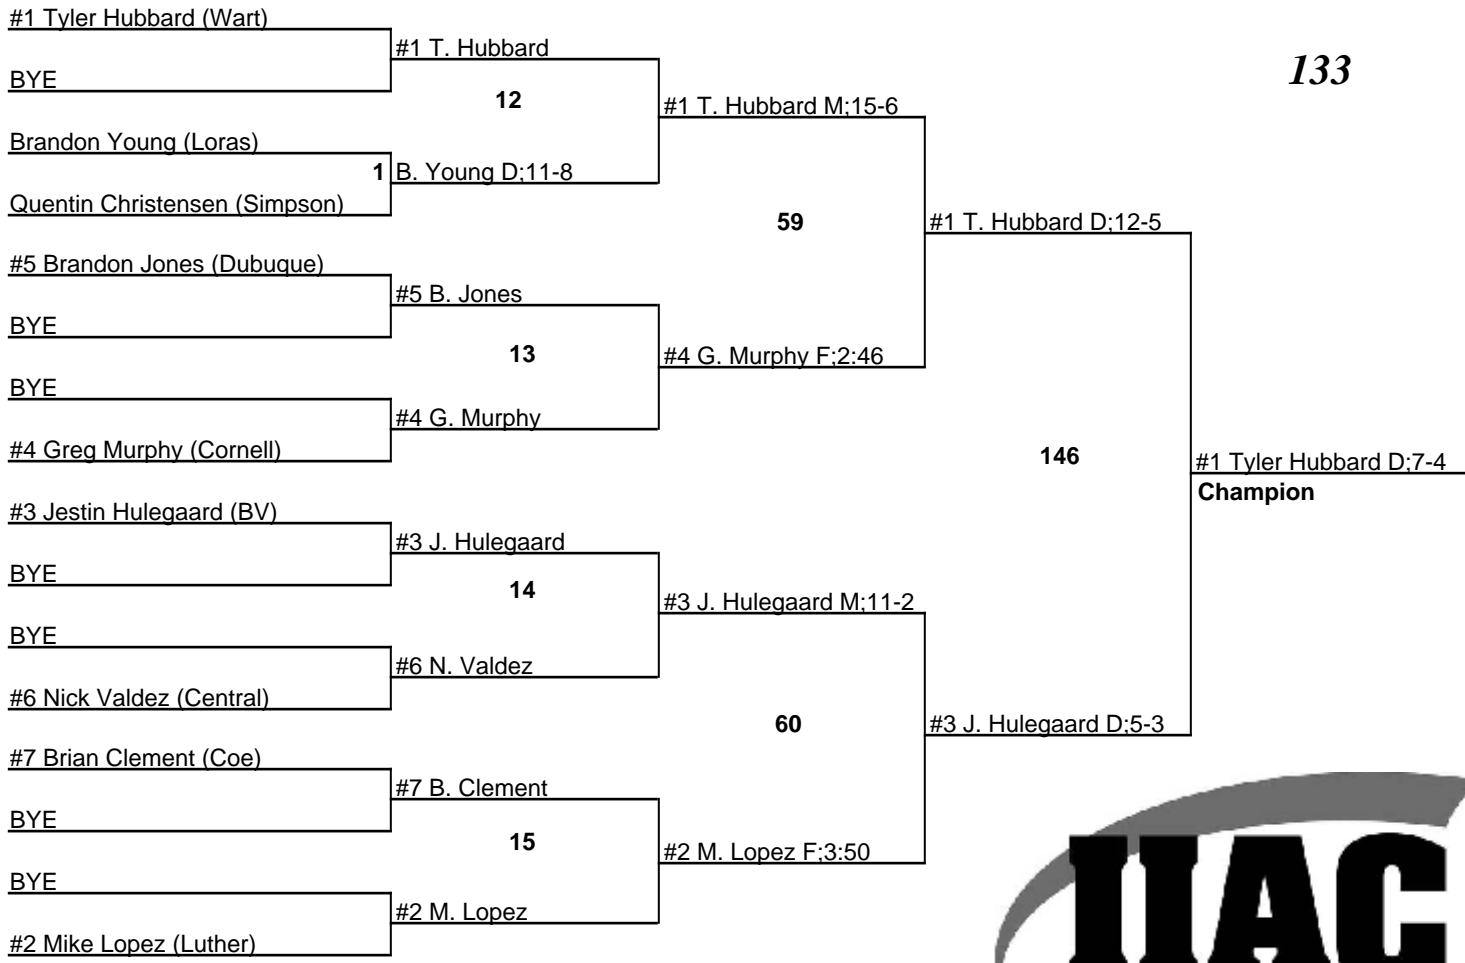 #1 Tyler Hubbard (Wart)
#1 T. Hubbard
133
BYE
12
#1 T. Hubbard M;15-6
Brandon Young (Loras)
1 B. Young D;11-8
Quentin Christensen (Simpson)
59
#1 T. Hubbard D;12-5
#5 Brandon Jones (Dubuque)
#5 B. Jones
BYE
13
#4 G. Murphy F;2:46
BYE
#4 G. Murphy
#4 Greg Murphy (Cornell)
146
#1 Tyler Hubbard D;7-4
Champion
#3 Jestin Hulegaard (BV)
#3 J. Hulegaard
BYE
14
#3 J. Hulegaard M;11-2
BYE
#6 N. Valdez
#6 Nick Valdez (Central)
60
#3 J. Hulegaard D;5-3
#7 Brian Clement (Coe)
#7 B. Clement
BYE
15
#2 M. Lopez F;3:50
BYE
#2 M. Lopez
#2 Mike Lopez (Luther)
IIAC